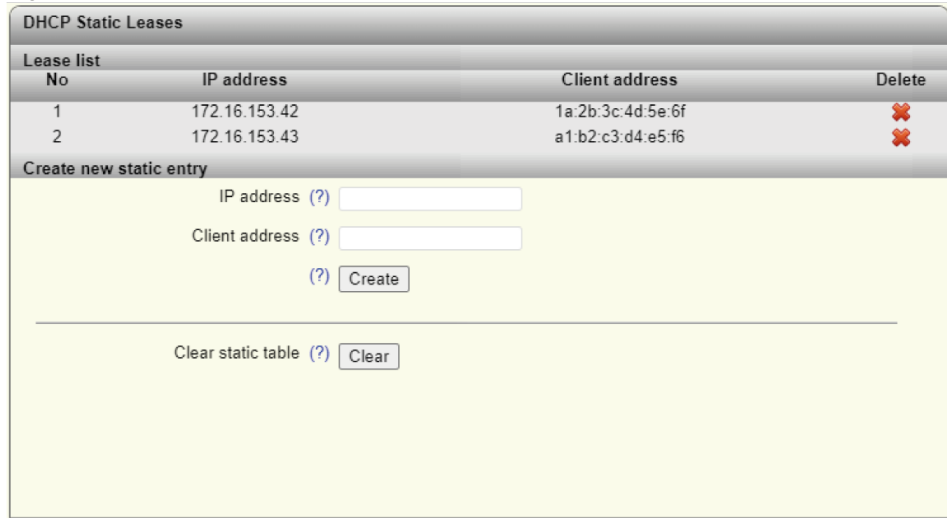 DHCP Static Leases
Lease list
No IP address Client address Delete
1 172.16.153.42 1a:2b:3c:4d:5e:6f
2 172.16.153.43 a1:b2:c3:d4:e5:f6
Create new static entry
IP address (?)
Client address (?)
(?) Create
Clear static table (?) Clear